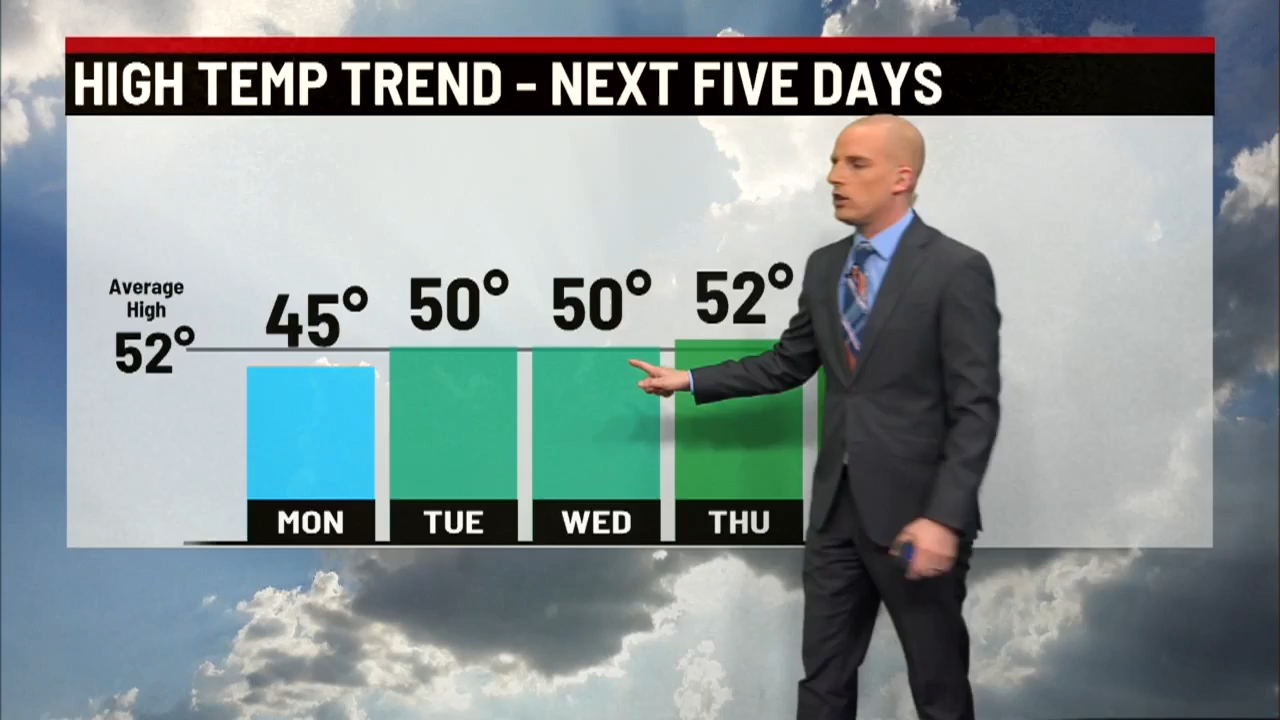 HIGH TEMP TREND - NEXT FIVE DAYS
Average
High
52°
45°
50°
50°
52°
MON
TUE
WED
THU